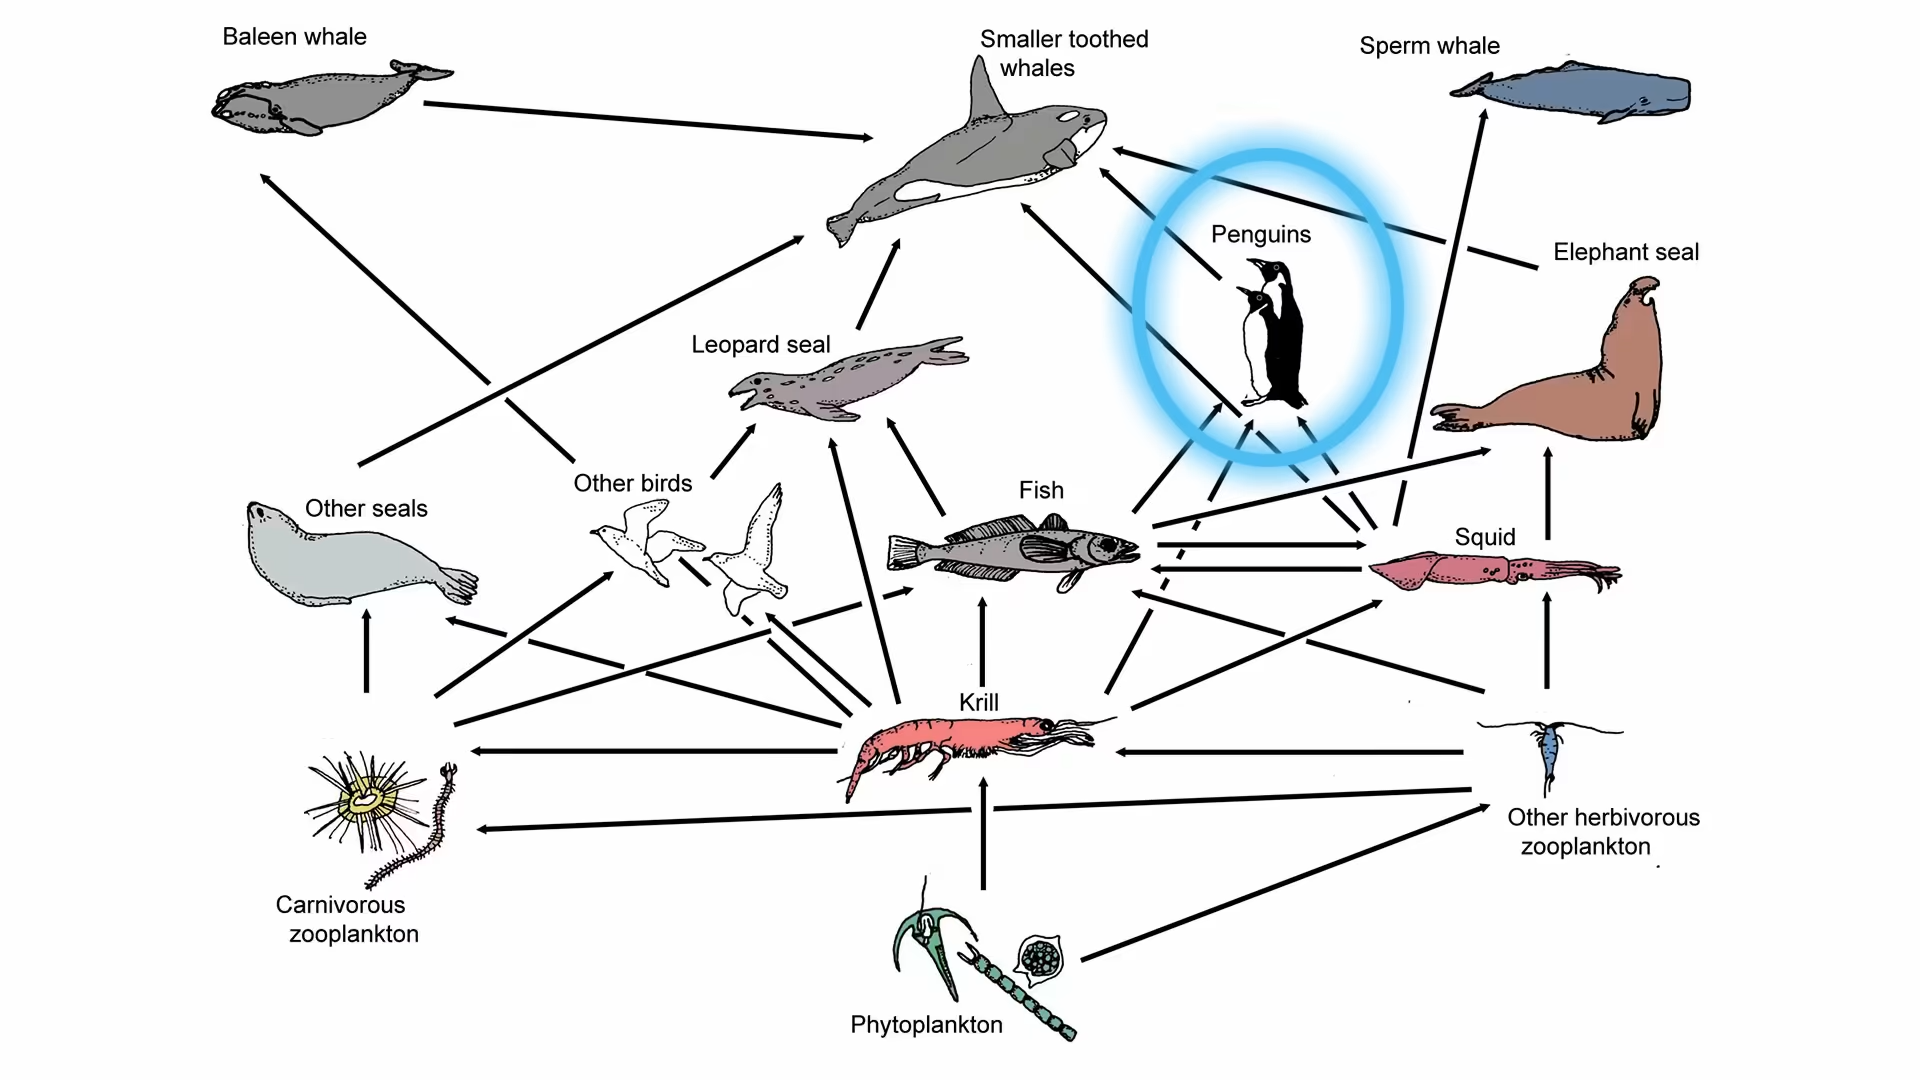 Baleen whale
Smaller toothed
whales
Sperm whale
Penguins
Elephant seal
Leopard seal
Other birds
Other seals
Fish
Squid
Krill
Other herbivorous
zooplankton
Carnivorous
zooplankton
Phytoplankton